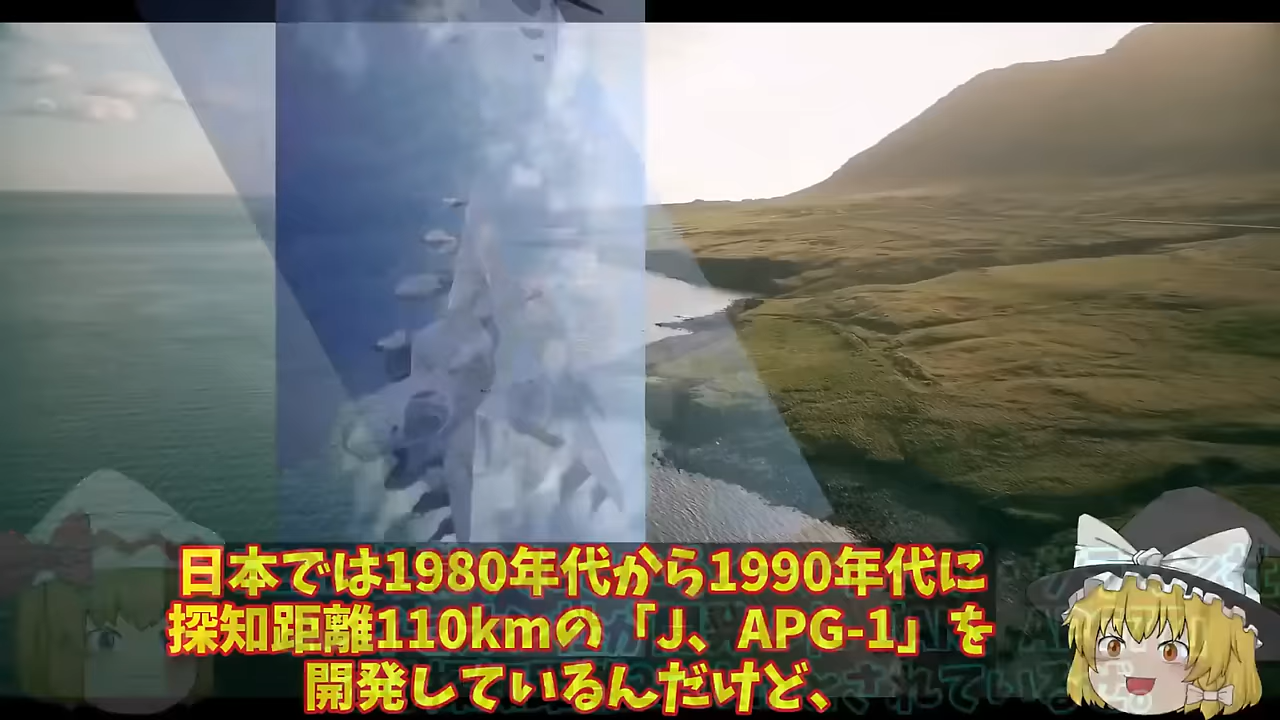 日本では1980年代から1990年代に
探知距離110kmの「J、APG-1」を
開発しているんだけど、